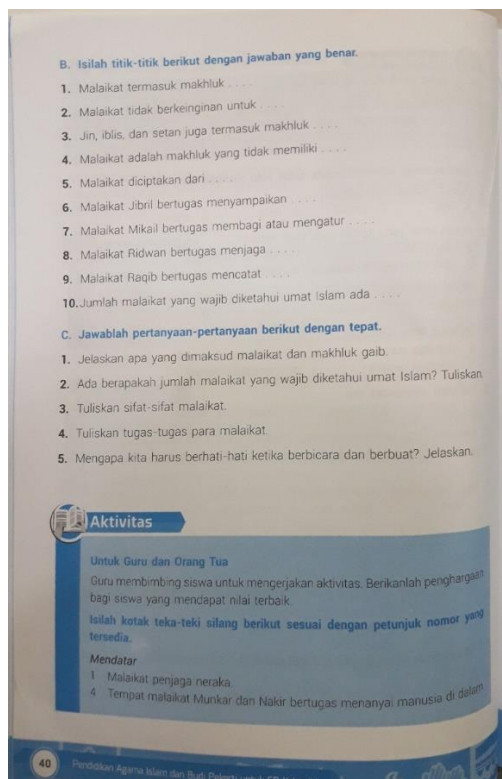 B. Isilah titik-titik berikut dengan jawaban yang benar.
1. Malaikat termasuk makhluk . . . .
2. Malaikat tidak berkeinginan untuk . . . .
3. Jin, iblis, dan setan juga termasuk makhluk . . . .
4. Malaikat adalah makhluk yang tidak memiliki . . . .
5. Malaikat diciptakan dari . . . .
6. Malaikat Jibril bertugas menyampaikan . . . .
7. Malaikat Mikail bertugas membagi atau mengatur . . . .
8. Malaikat Ridwan bertugas menjaga . . . .
9. Malaikat Raqib bertugas mencatat . . . .
10. Jumlah malaikat yang wajib diketahui umat Islam ada . . . .
C. Jawablah pertanyaan-pertanyaan berikut dengan tepat.
1. Jelaskan apa yang dimaksud malaikat dan makhluk gaib.
2. Ada berapakah jumlah malaikat yang wajib diketahui umat Islam? Tuliskan.
3. Tuliskan sifat-sifat malaikat.
4. Tuliskan tugas-tugas para malaikat.
5. Mengapa kita harus berhati-hati ketika berbicara dan berbuat? Jelaskan.
Aktivitas
Untuk Guru dan Orang Tua
Guru membimbing siswa untuk mengerjakan aktivitas. Berikanlah penghargaan
bagi siswa yang mendapat nilai terbaik.
Isilah kotak teka-teki silang berikut sesuai dengan petunjuk nomor yang
tersedia.
Mendatar
1 Malaikat penjaga neraka
4 Tempat malaikat Munkar dan Nakir bertugas menanyai manusia di dalam
40 Pendidikan Agama Islam dan Budi Pekerti untuk SD